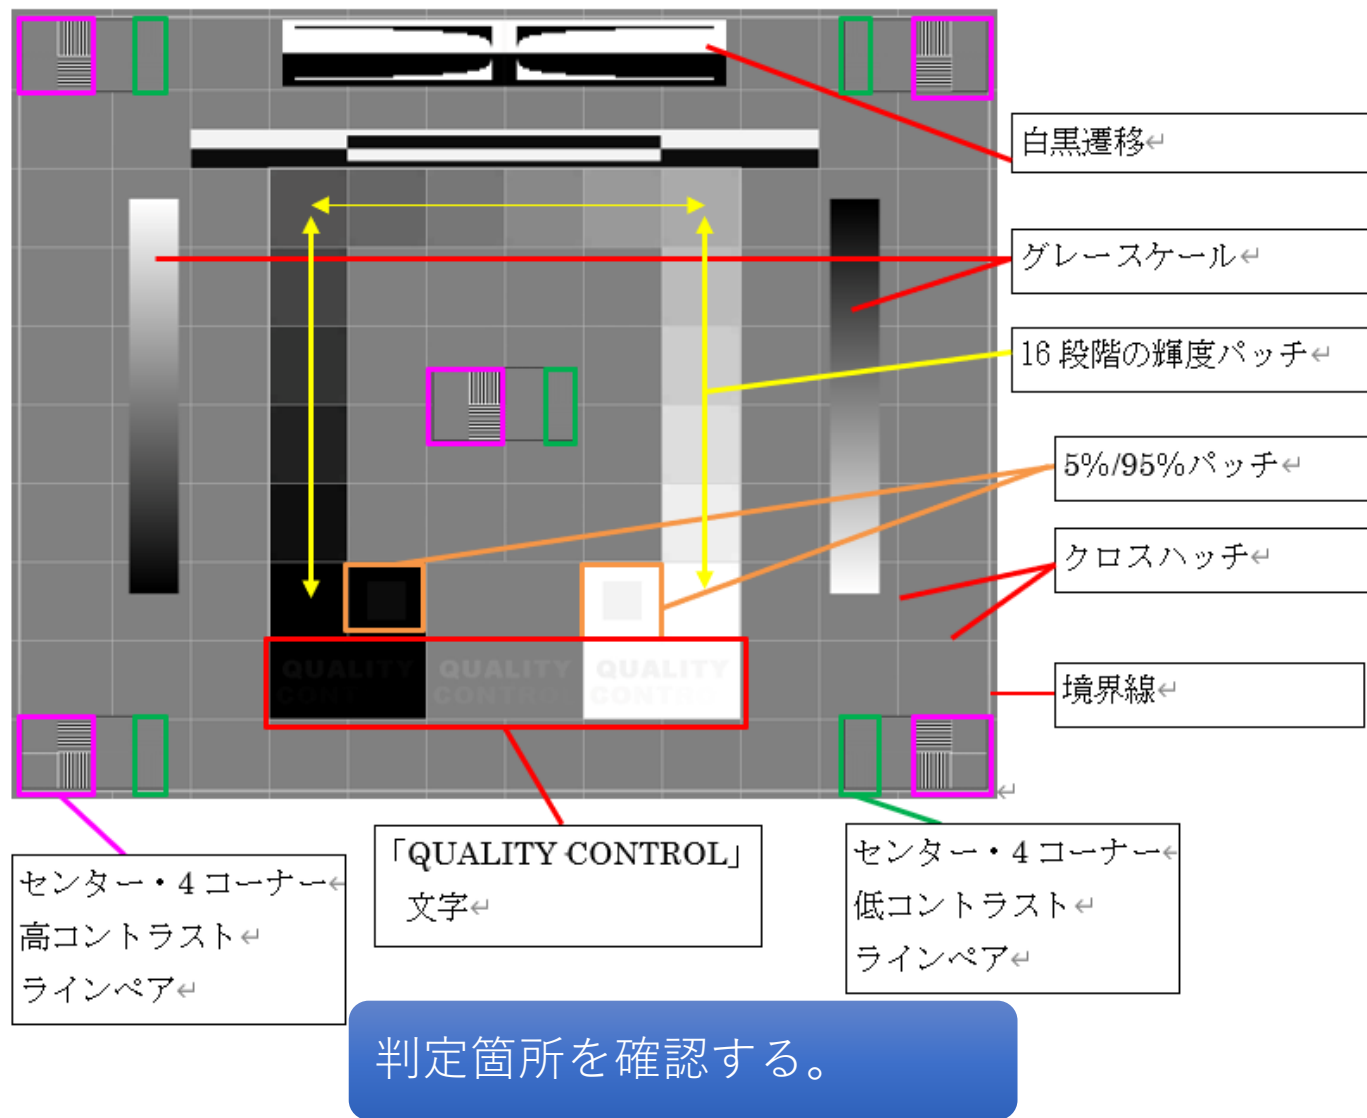 白黒遷移↵
グレースケール↵
16 段階の輝度パッチ↵
5%/95%パッチ↵
クロスハッチ↵
境界線↵
QUALITY QUALITY QUALITY
CONTROL CONTROL CONTROL
↵
センター・4 コーナー↵
高コントラスト↵
ラインペア↵
「QUALITY CONTROL」
文字↵
センター・4 コーナー↵
低コントラスト↵
ラインペア↵
判定箇所を確認する。